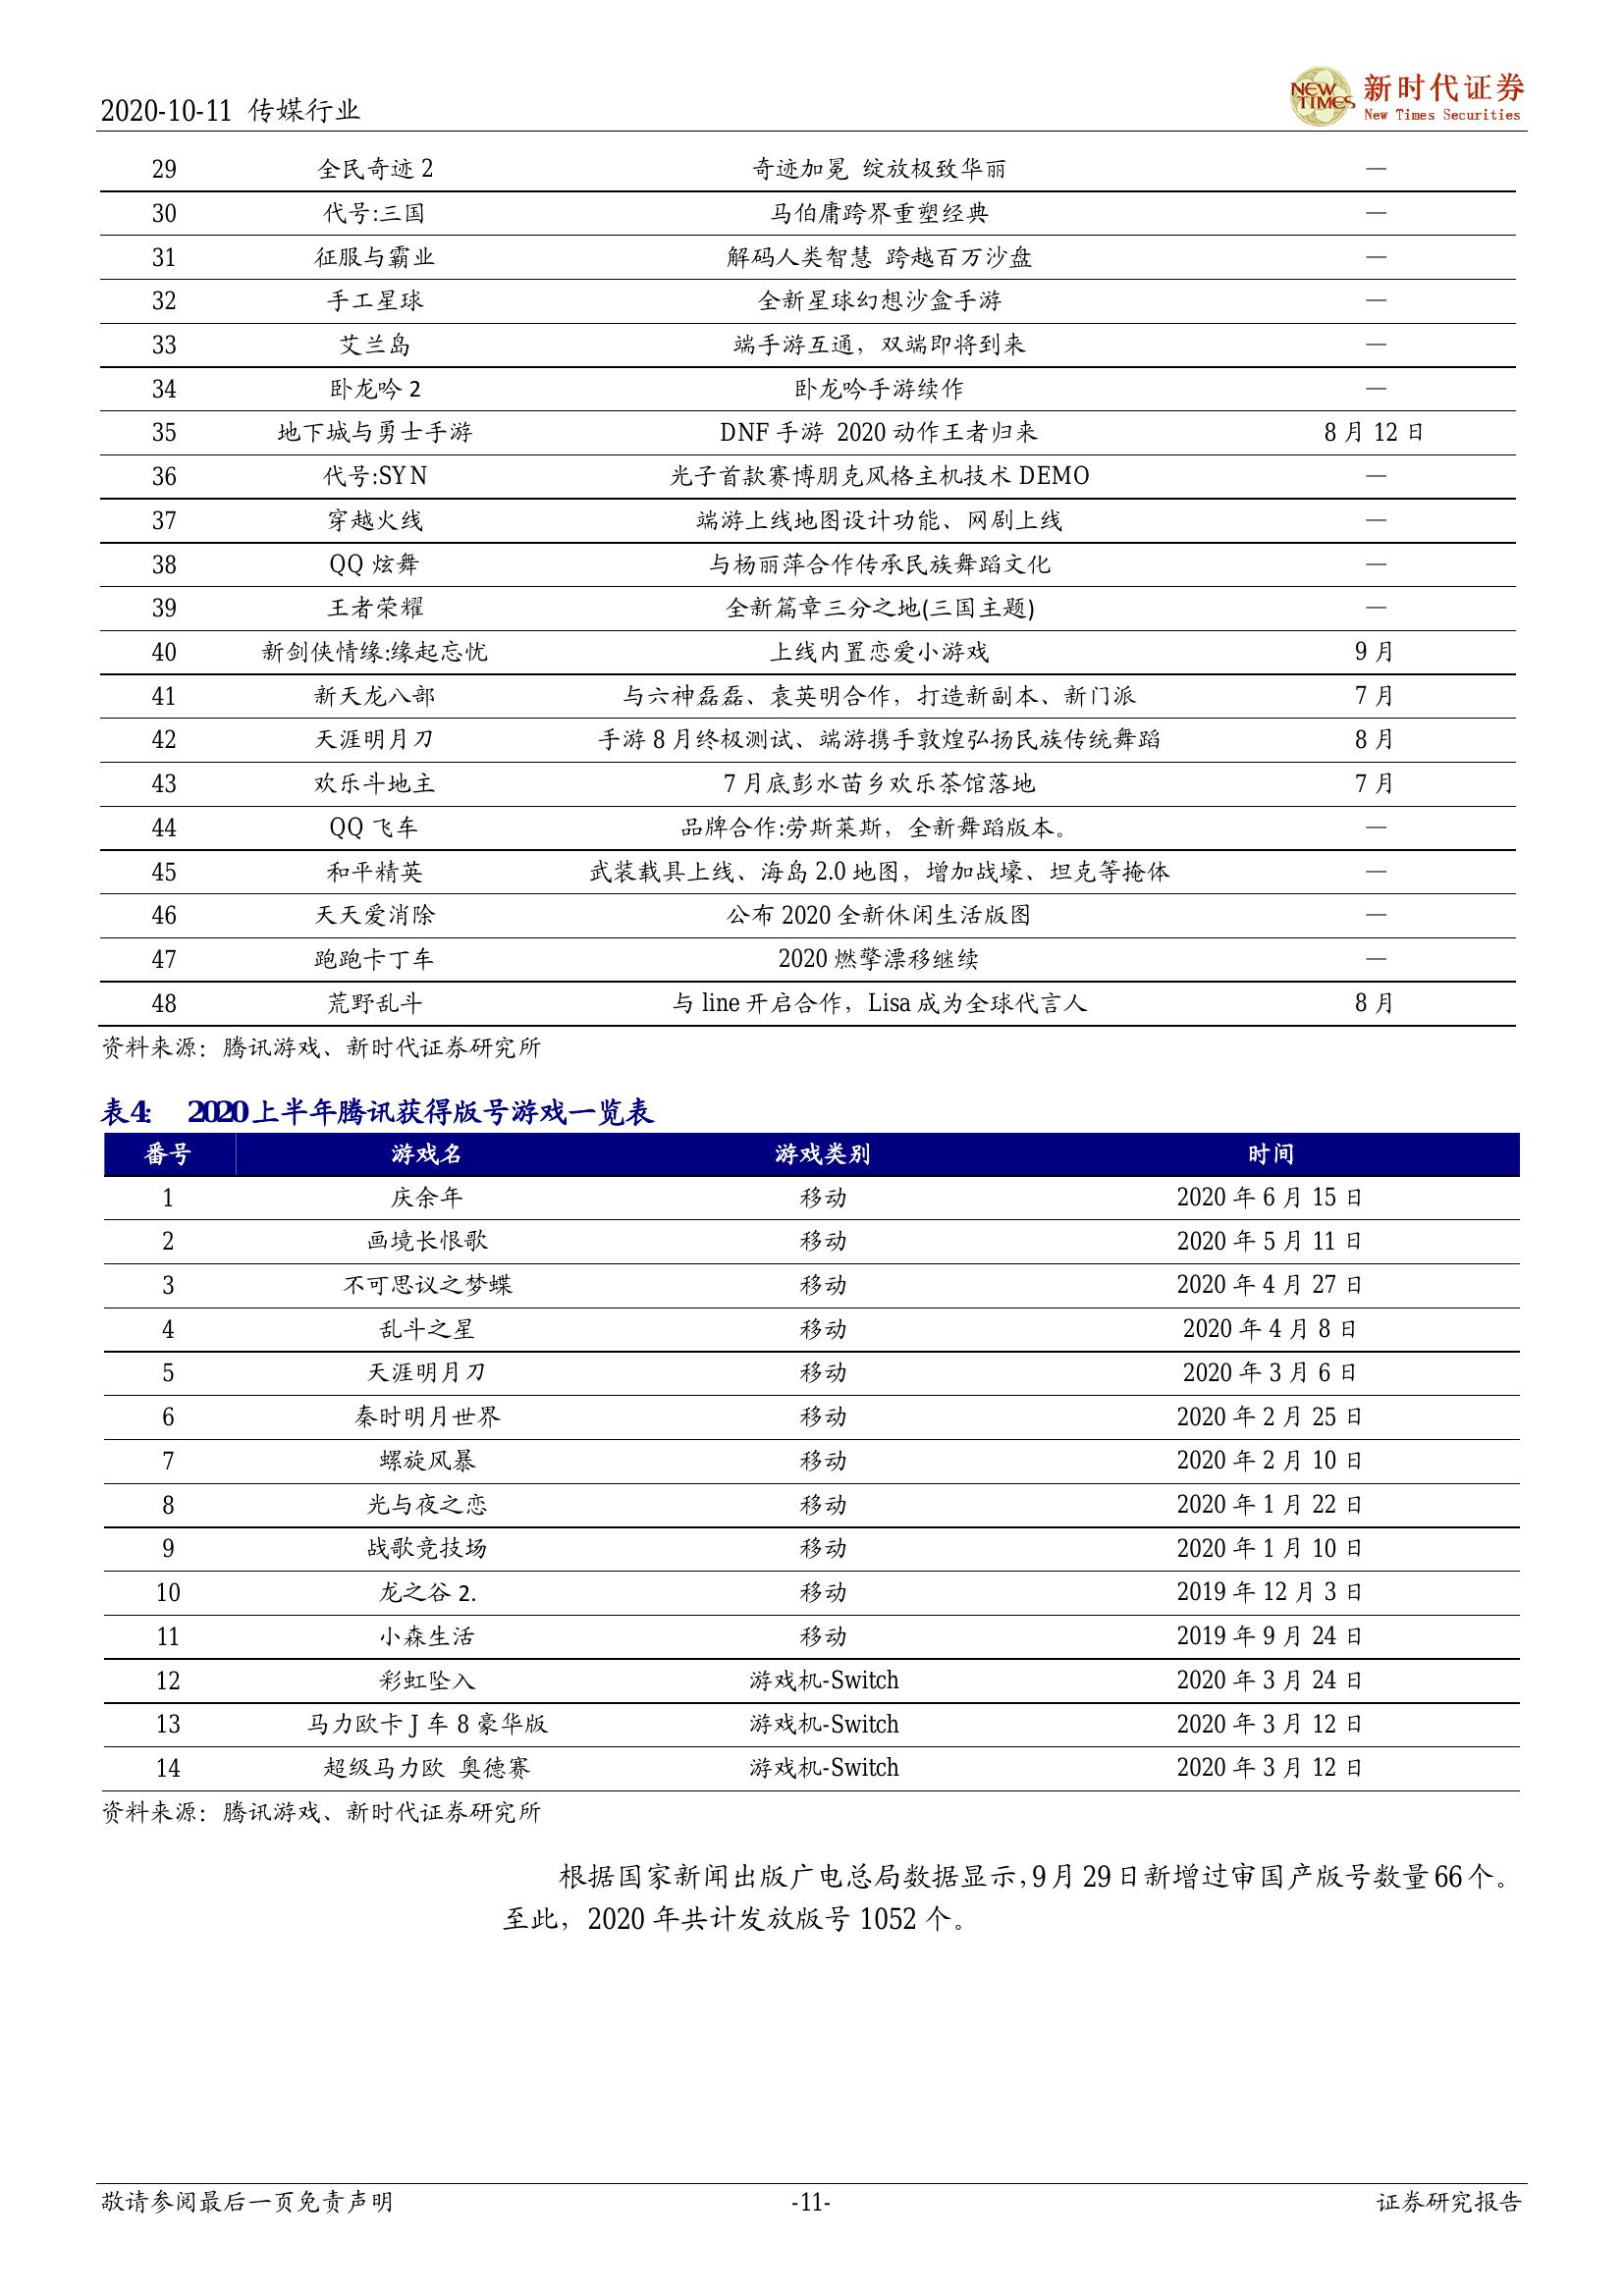 2020-10-11 传媒行业
NEW TIMES 新时代证券
New Times Securities
29 全民奇迹 2 奇迹加冕 绽放极致华丽 —
30 代号:三国 马伯庸跨界重塑经典 —
31 征服与霸业 解码人类智慧 跨越百万沙盘 —
32 手工星球 全新星球幻想沙盒手游 —
33 艾兰岛 端手游互通，双端即将到来 —
34 卧龙吟 2 卧龙吟手游续作 —
35 地下城与勇士手游 DNF 手游 2020 动作王者归来 8 月 12 日
36 代号:SYN 光子首款赛博朋克风格主机技术 DEMO —
37 穿越火线 端游上线地图设计功能、网剧上线 —
38 QQ 炫舞 与杨丽萍合作传承民族舞蹈文化 —
39 王者荣耀 全新篇章三分之地(三国主题) —
40 新剑侠情缘:缘起忘忧 上线内置恋爱小游戏 9 月
41 新天龙八部 与六神磊磊、袁英明合作，打造新副本、新门派 7 月
42 天涯明月刀 手游 8 月终极测试、端游携手敦煌弘扬民族传统舞蹈 8 月
43 欢乐斗地主 7 月底彭水苗乡欢乐茶馆落地 7 月
44 QQ 飞车 品牌合作:劳斯莱斯，全新舞蹈版本。 —
45 和平精英 武装载具上线、海岛 2.0 地图，增加战壕、坦克等掩体 —
46 天天爱消除 公布 2020 全新休闲生活版图 —
47 跑跑卡丁车 2020 燃擎漂移继续 —
48 荒野乱斗 与 line 开启合作，Lisa 成为全球代言人 8 月
资料来源：腾讯游戏、新时代证券研究所
表4: 2020上半年腾讯获得版号游戏一览表
番号 游戏名 游戏类别 时间
1 庆余年 移动 2020 年 6 月 15 日
2 画境长恨歌 移动 2020 年 5 月 11 日
3 不可思议之梦蝶 移动 2020 年 4 月 27 日
4 乱斗之星 移动 2020 年 4 月 8 日
5 天涯明月刀 移动 2020 年 3 月 6 日
6 秦时明月世界 移动 2020 年 2 月 25 日
7 螺旋风暴 移动 2020 年 2 月 10 日
8 光与夜之恋 移动 2020 年 1 月 22 日
9 战歌竞技场 移动 2020 年 1 月 10 日
10 龙之谷 2. 移动 2019 年 12 月 3 日
11 小森生活 移动 2019 年 9 月 24 日
12 彩虹坠入 游戏机-Switch 2020 年 3 月 24 日
13 马力欧卡 J 车 8 豪华版 游戏机-Switch 2020 年 3 月 12 日
14 超级马力欧 奥德赛 游戏机-Switch 2020 年 3 月 12 日
资料来源：腾讯游戏、新时代证券研究所
根据国家新闻出版广电总局数据显示，9 月 29 日新增过审国产版号数量 66 个。
至此，2020 年共计发放版号 1052 个。
敬请参阅最后一页免责声明 -11- 证券研究报告